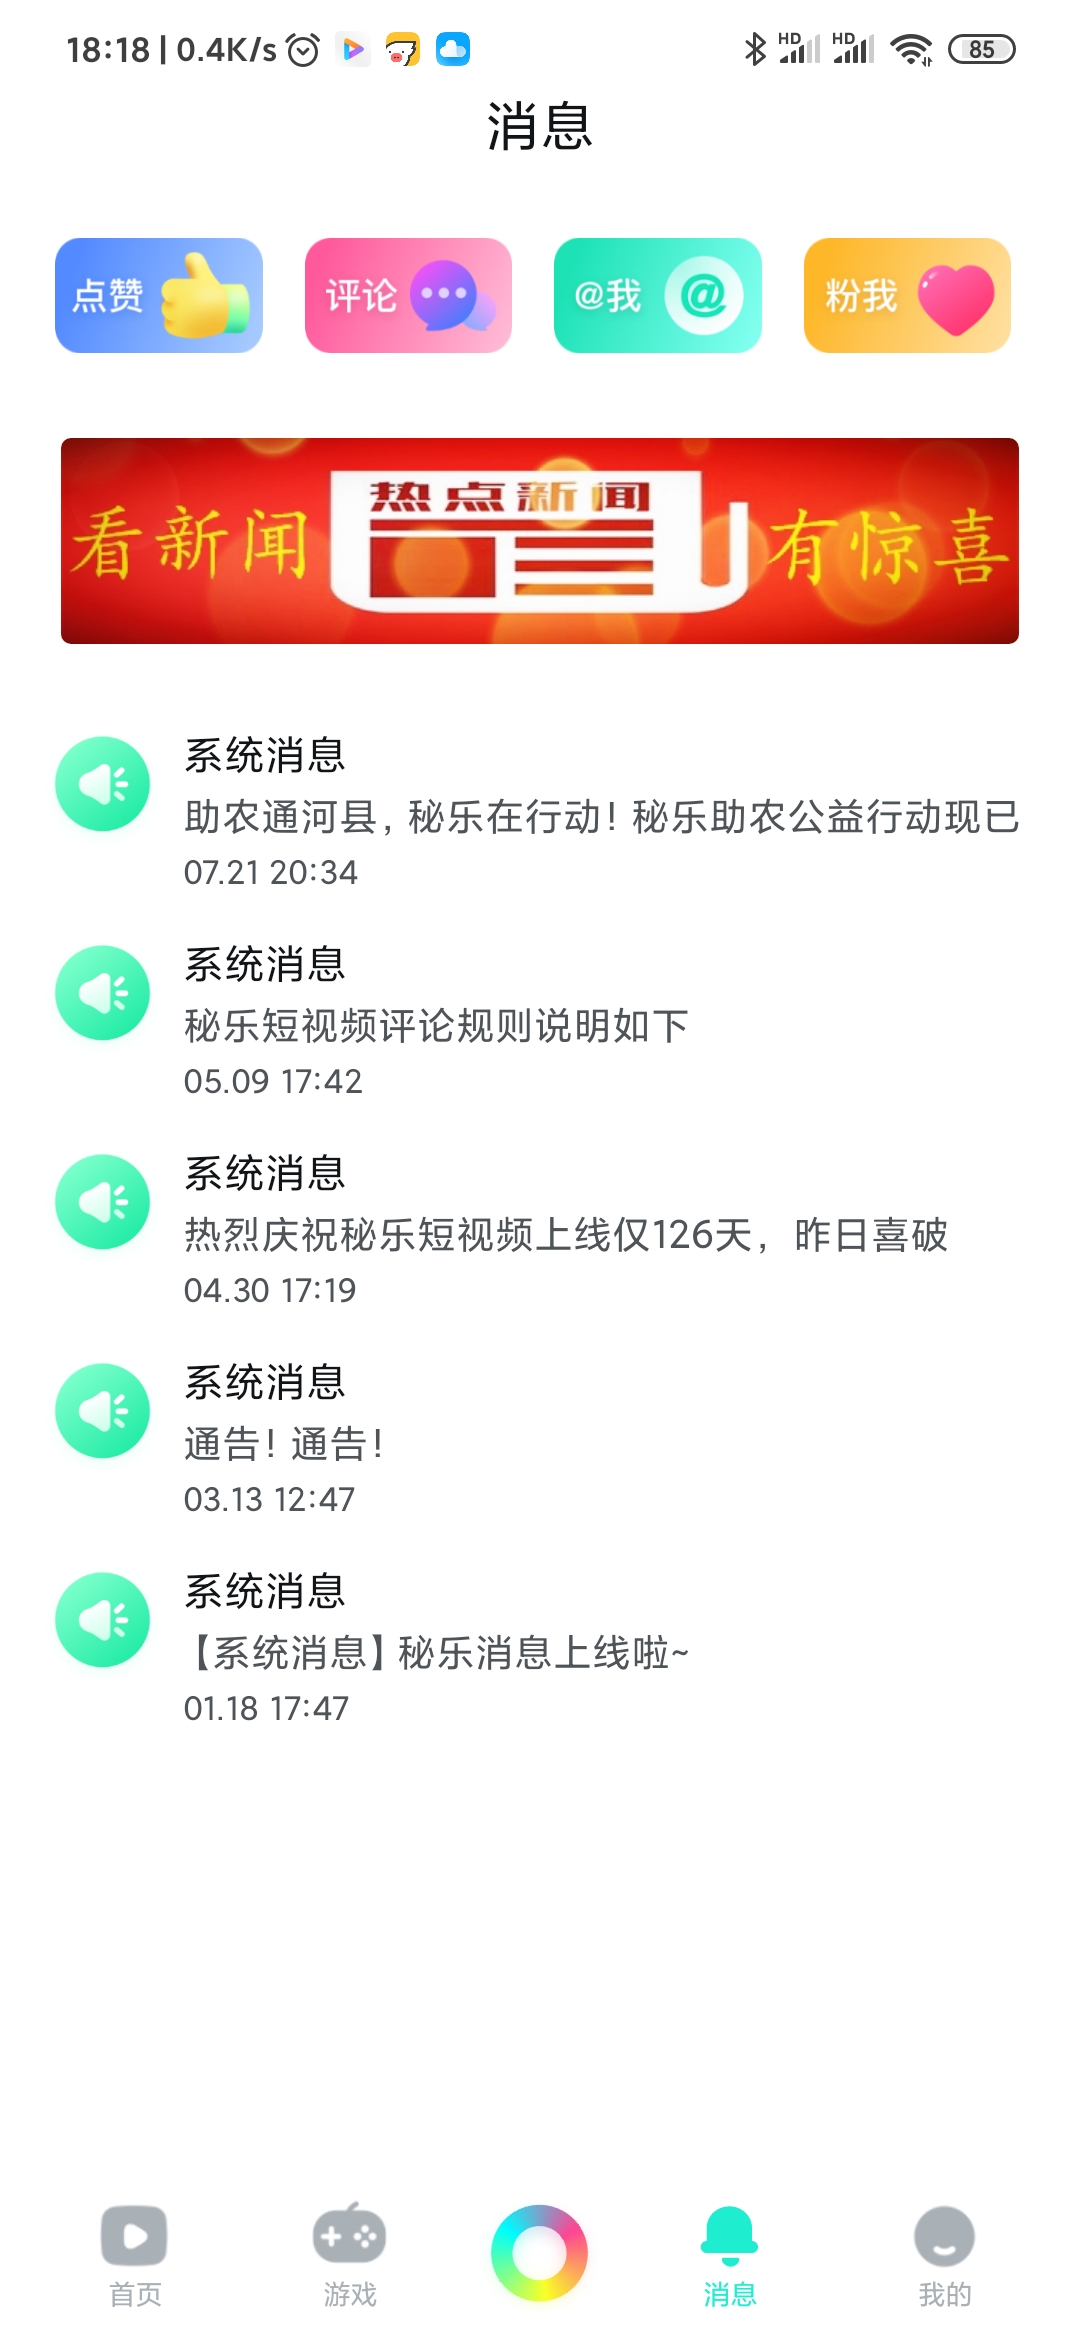 18:18 | 0.4K/s HD HD 85
消息
点赞 评论 @我 @ 粉我
看新闻 热点新闻 有惊喜
系统消息
助农通河县, 秘乐在行动! 秘乐助农公益行动现已
07.21 20:34
系统消息
秘乐短视频评论规则说明如下
05.09 17:42
系统消息
热烈庆祝秘乐短视频上线仅126天，昨日喜破
04.30 17:19
系统消息
通告! 通告!
03.13 12:47
系统消息
【系统消息】秘乐消息上线啦~
01.18 17:47
首页 游戏 消息 我的